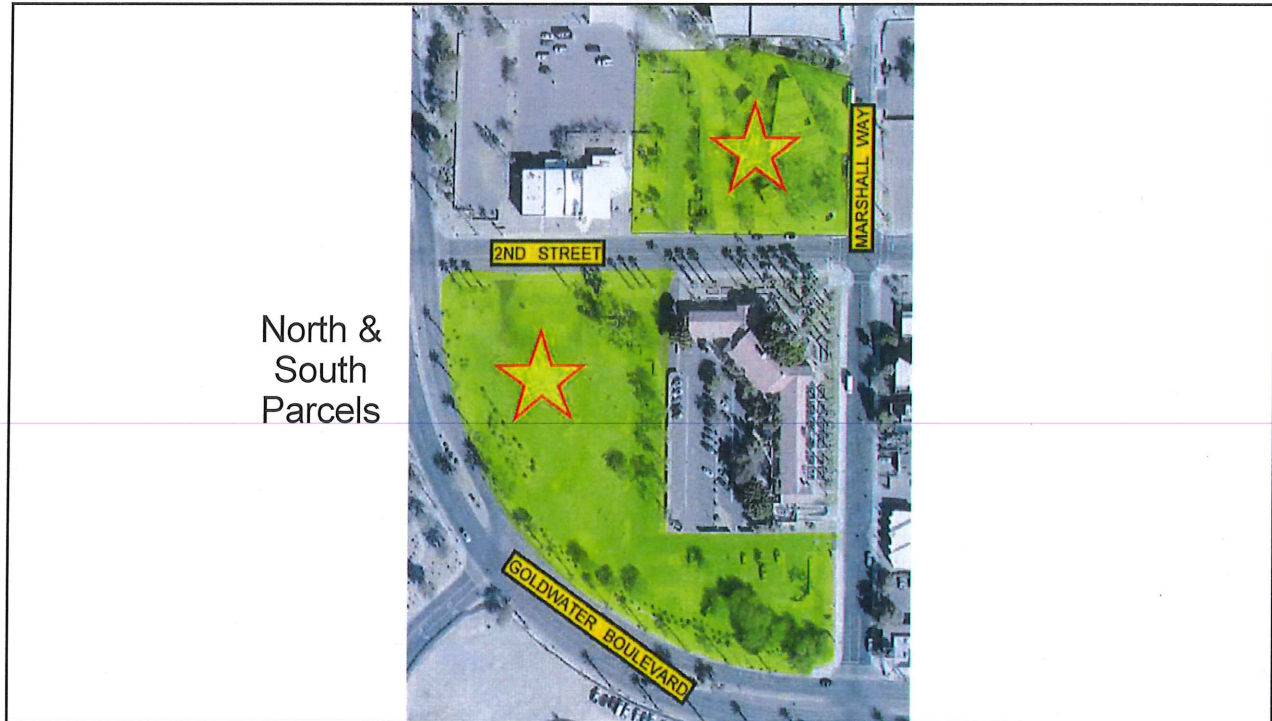 MARSHALL WAY
2ND STREET
North &
South
Parcels
GOLDWATER BOULEVARD